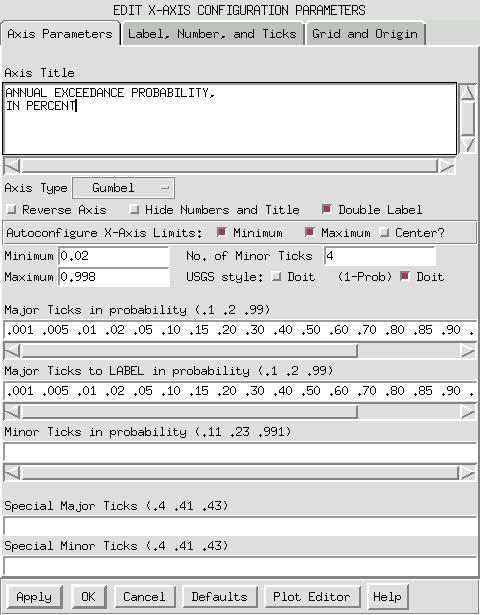 EDIT X-AXIS CONFIGURATION PARAMETERS
Axis Parameters Label, Number, and Ticks Grid and Origin
Axis Title
ANNUAL EXCEEDANCE PROBABILITY,
IN PERCENT
Axis Type Gumbel
Reverse Axis Hide Numbers and Title Double Label
Autoconfigure X-Axis Limits: Minimum Maximum Center?
Minimum 0.02 No. of Minor Ticks 4
Maximum 0.998 USGS style: Doit (1-Prob) Doit
Major Ticks in probability (.1 .2 .99)
.001 .005 .01 .02 .05 .10 .15 .20 .30 .40 .50 .60 .70 .80 .85 .90 .
Major Ticks to LABEL in probability (.1 .2 .99)
.001 .005 .01 .02 .05 .10 .15 .20 .30 .40 .50 .60 .70 .80 .85 .90 .
Minor Ticks in probability (.11 .23 .991)
Special Major Ticks (.4 .41 .43)
Special Minor Ticks (.4 .41 .43)
Apply OK Cancel Defaults Plot Editor Help